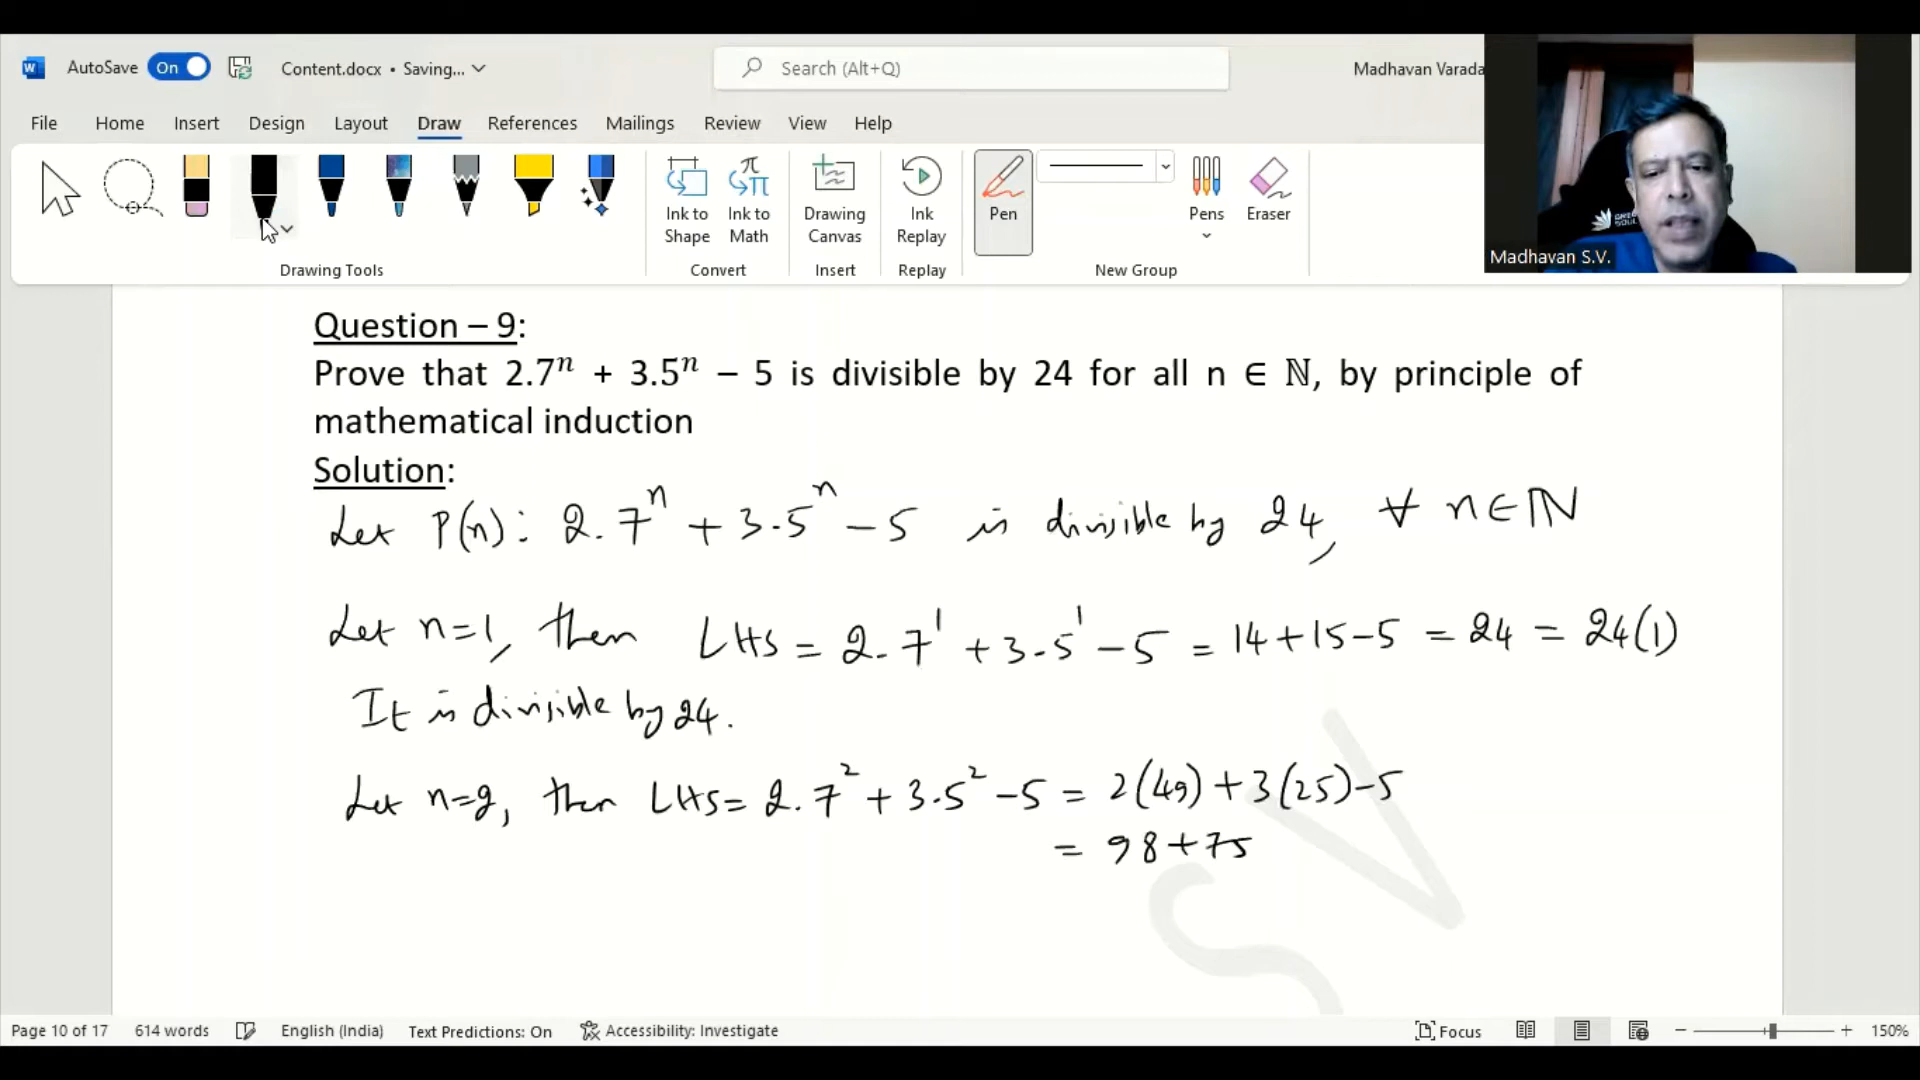 AutoSave On Content.docx • Saving... Search (Alt+Q) Madhavan Varada
File Home Insert Design Layout Draw References Mailings Review View Help
Ink to Shape
Ink to Math
Drawing Canvas
Ink Replay
Pen
Pens
Eraser
Drawing Tools Convert Insert Replay New Group
GREEN SOUL
Madhavan S.V.
Question – 9:
Prove that 2.7ⁿ + 3.5ⁿ – 5 is divisible by 24 for all n ∈ ℕ, by principle of
mathematical induction
Solution:
Let P(n): 2.7ⁿ + 3.5ⁿ – 5 is divisible by 24, ∀ n∈ℕ
Let n=1, then LHS = 2.7¹ + 3.5¹ – 5 = 14+15–5 = 24 = 24(1)
It is divisible by 24.
Let n=2, then LHS = 2.7² + 3.5² – 5 = 2(49) + 3(25) – 5
= 98+75
SV
Page 10 of 17 614 words English (India) Text Predictions: On Accessibility: Investigate Focus 150%